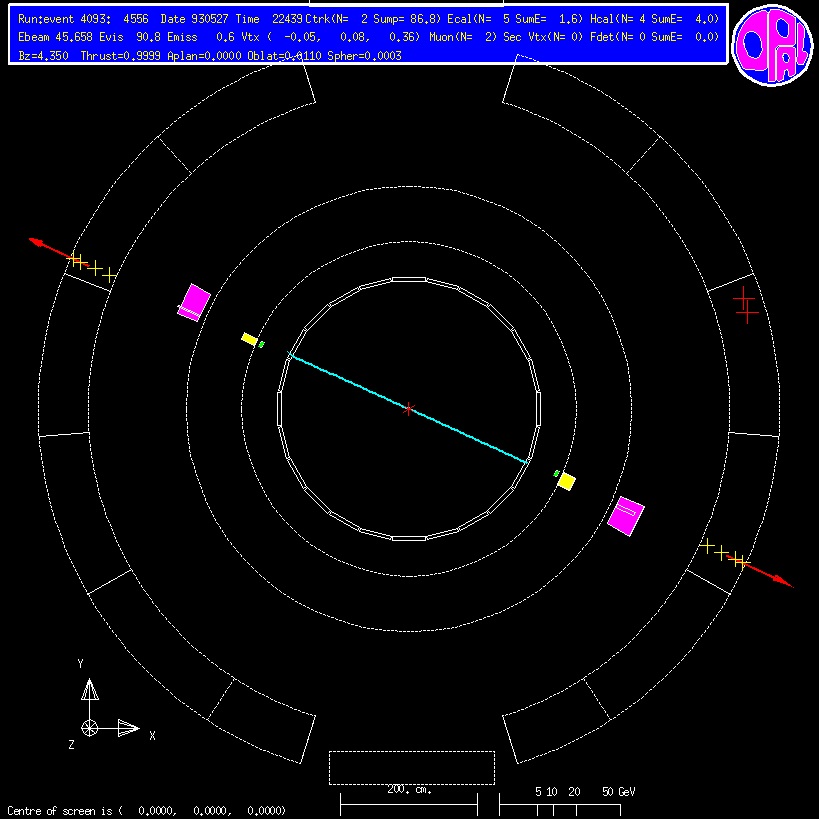 Run:event 4093: 4556 Date 930527 Time 22439 Ctrk(N= 2 Sump= 86.8) Ecal(N= 5 SumE= 1.6) Hcal(N= 4 SumE= 4.0)
Ebeam 45.658 Evis 90.8 Emiss 0.6 Vtx ( -0.05, 0.08, 0.36) Muon(N= 2) Sec Vtx(N= 0) Fdet(N= 0 SumE= 0.0)
Bz=4.350 Thrust=0.9999 Aplan=0.0000 Oblat=0.0110 Spher=0.0003
OPAL
Y
X
Z
200. cm.
5 10 20 50 GeV
Centre of screen is ( 0.0000, 0.0000, 0.0000)